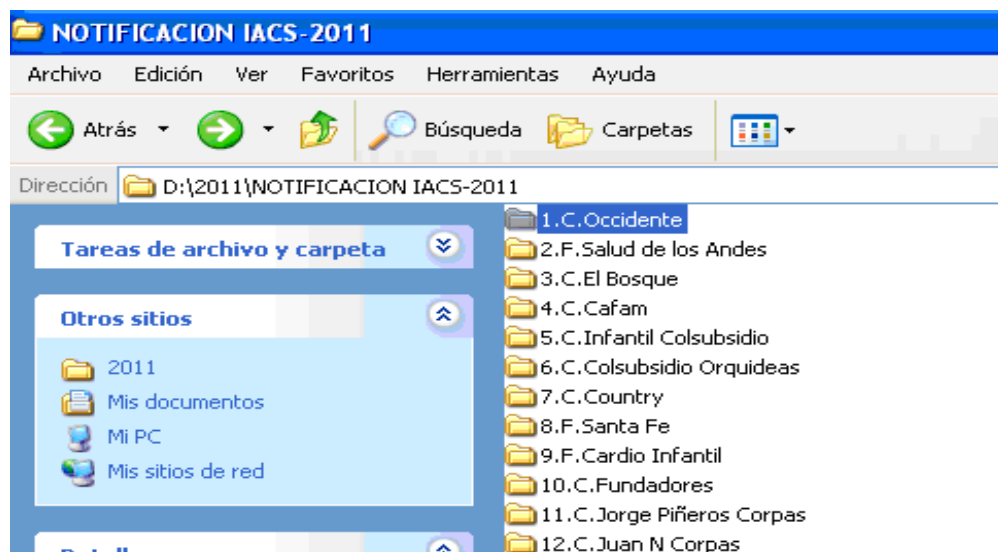 NOTIFICACION IACS-2011
Archivo Edición Ver Favoritos Herramientas Ayuda
Atrás Búsqueda Carpetas
Dirección D:\2011\NOTIFICACION IACS-2011
Tareas de archivo y carpeta
Otros sitios
2011
Mis documentos
Mi PC
Mis sitios de red
1.C.Occidente
2.F.Salud de los Andes
3.C.El Bosque
4.C.Cafam
5.C.Infantil Colsubsidio
6.C.Colsubsidio Orquideas
7.C.Country
8.F.Santa Fe
9.F.Cardio Infantil
10.C.Fundadores
11.C.Jorge Piñeros Corpas
12.C.Juan N Corpas